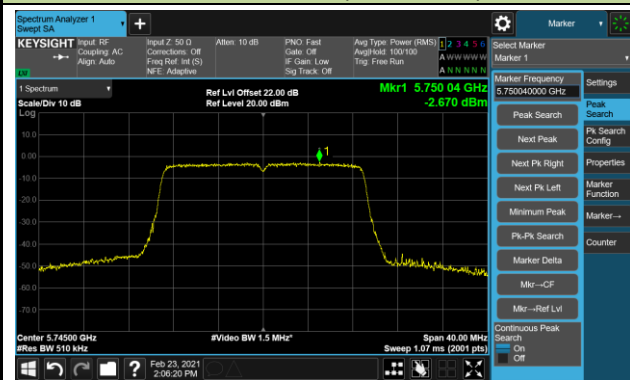 Spectrum Analyzer 1
Swept SA
+
Marker
KEYSIGHT
Input: RF
Coupling: AC
Align: Auto
Input Z: 50 Ω
Corrections: Off
Freq Ref: Int (S)
NFE: Adaptive
Atten: 10 dB
PNO: Fast
Gate: Off
IF Gain: Low
Sig Track: Off
Avg Type: Power (RMS)
Avg|Hold: 100/100
Trig: Free Run
1 2 3 4 5 6
A W W W W W
A N N N N N
Select Marker
Marker 1
1 Spectrum
Scale/Div 10 dB
Log
Ref Lvl Offset 22.00 dB
Ref Level 20.00 dBm
Mkr1 5.750 04 GHz
-2.670 dBm
10.0
0.00
-10.0
-20.0
-30.0
-40.0
-50.0
-60.0
-70.0
1
Center 5.74500 GHz
#Res BW 510 kHz
#Video BW 1.5 MHz*
Span 40.00 MHz
Sweep 1.07 ms (2001 pts)
Marker Frequency
5.750040000 GHz
Peak Search
Next Peak
Next Pk Right
Next Pk Left
Minimum Peak
Pk-Pk Search
Marker Delta
Mkr→CF
Mkr→Ref Lvl
Continuous Peak
Search
On
Off
Settings
Peak
Search
Pk Search
Config
Properties
Marker
Function
Marker→
Counter
?
Feb 23, 2021
2:06:20 PM